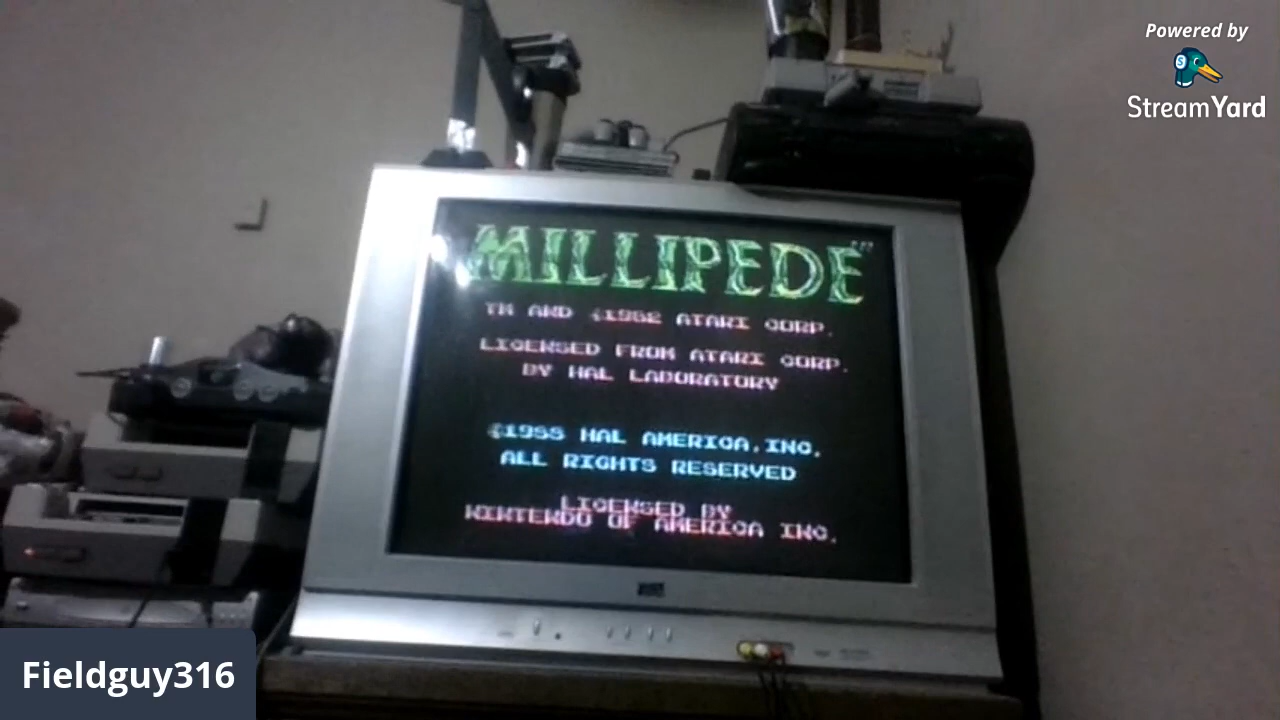 Powered by
StreamYard
MILLIPEDE™
TM AND ©1982 ATARI CORP.
LICENSED FROM ATARI CORP.
BY HAL LABORATORY
©1988 HAL AMERICA,INC.
ALL RIGHTS RESERVED
LICENSED BY
NINTENDO OF AMERICA INC.
Fieldguy316